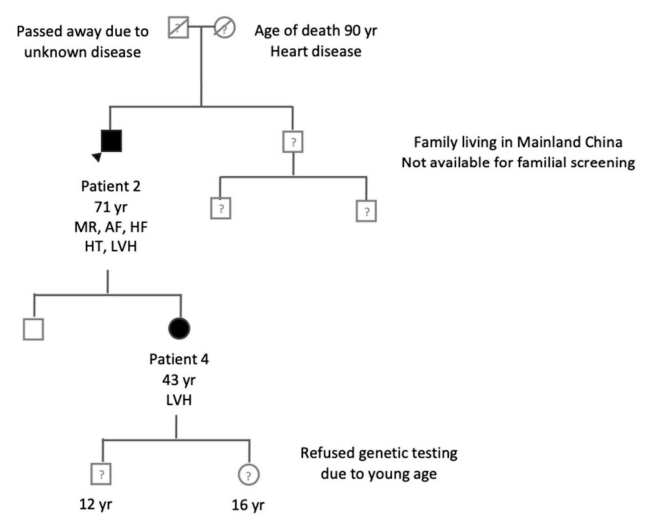 Passed away due to
unknown disease
? ?
Age of death 90 yr
Heart disease
?
Family living in Mainland China
Not available for familial screening
? ?
Patient 2
71 yr
MR, AF, HF
HT, LVH
Patient 4
43 yr
LVH
? ?
Refused genetic testing
due to young age
12 yr
16 yr